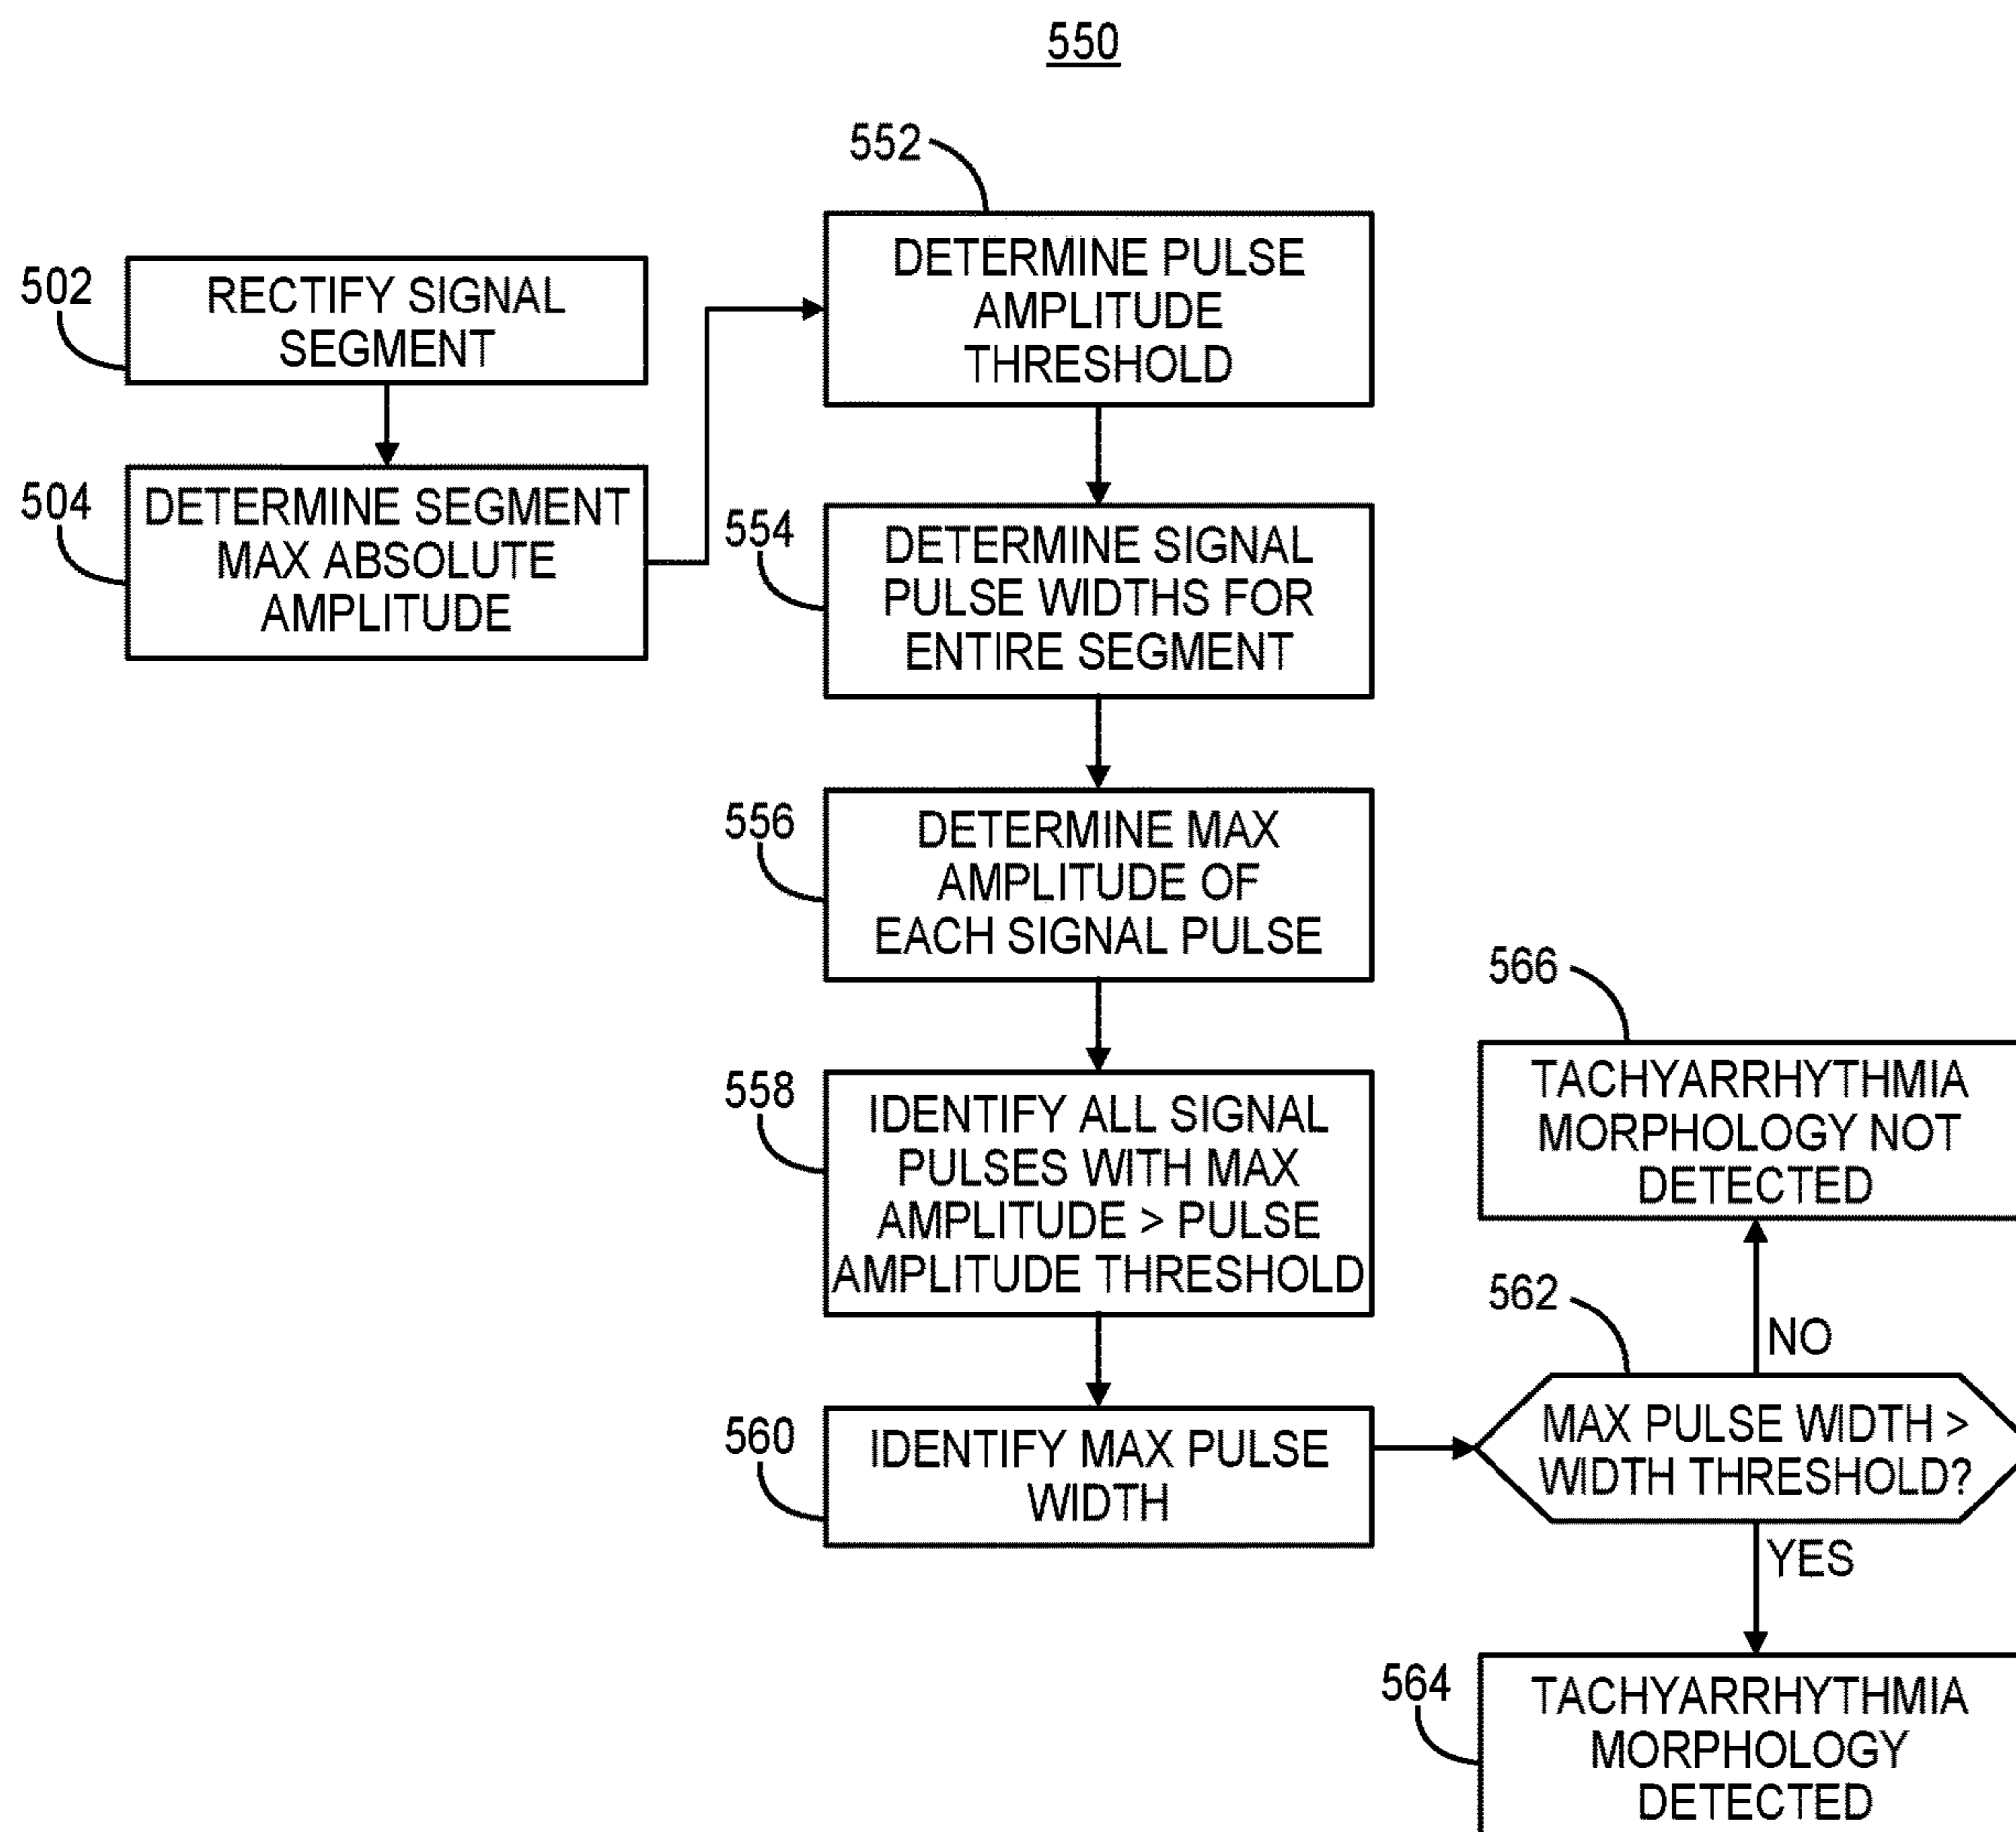 550
502
RECTIFY SIGNAL
SEGMENT
504
DETERMINE SEGMENT
MAX ABSOLUTE
AMPLITUDE
552
DETERMINE PULSE
AMPLITUDE
THRESHOLD
554
DETERMINE SIGNAL
PULSE WIDTHS FOR
ENTIRE SEGMENT
556
DETERMINE MAX
AMPLITUDE OF
EACH SIGNAL PULSE
558
IDENTIFY ALL SIGNAL
PULSES WITH MAX
AMPLITUDE > PULSE
AMPLITUDE THRESHOLD
560
IDENTIFY MAX PULSE
WIDTH
562
MAX PULSE WIDTH >
WIDTH THRESHOLD?
NO
566
TACHYARRHYTHMIA
MORPHOLOGY NOT
DETECTED
YES
564
TACHYARRHYTHMIA
MORPHOLOGY
DETECTED